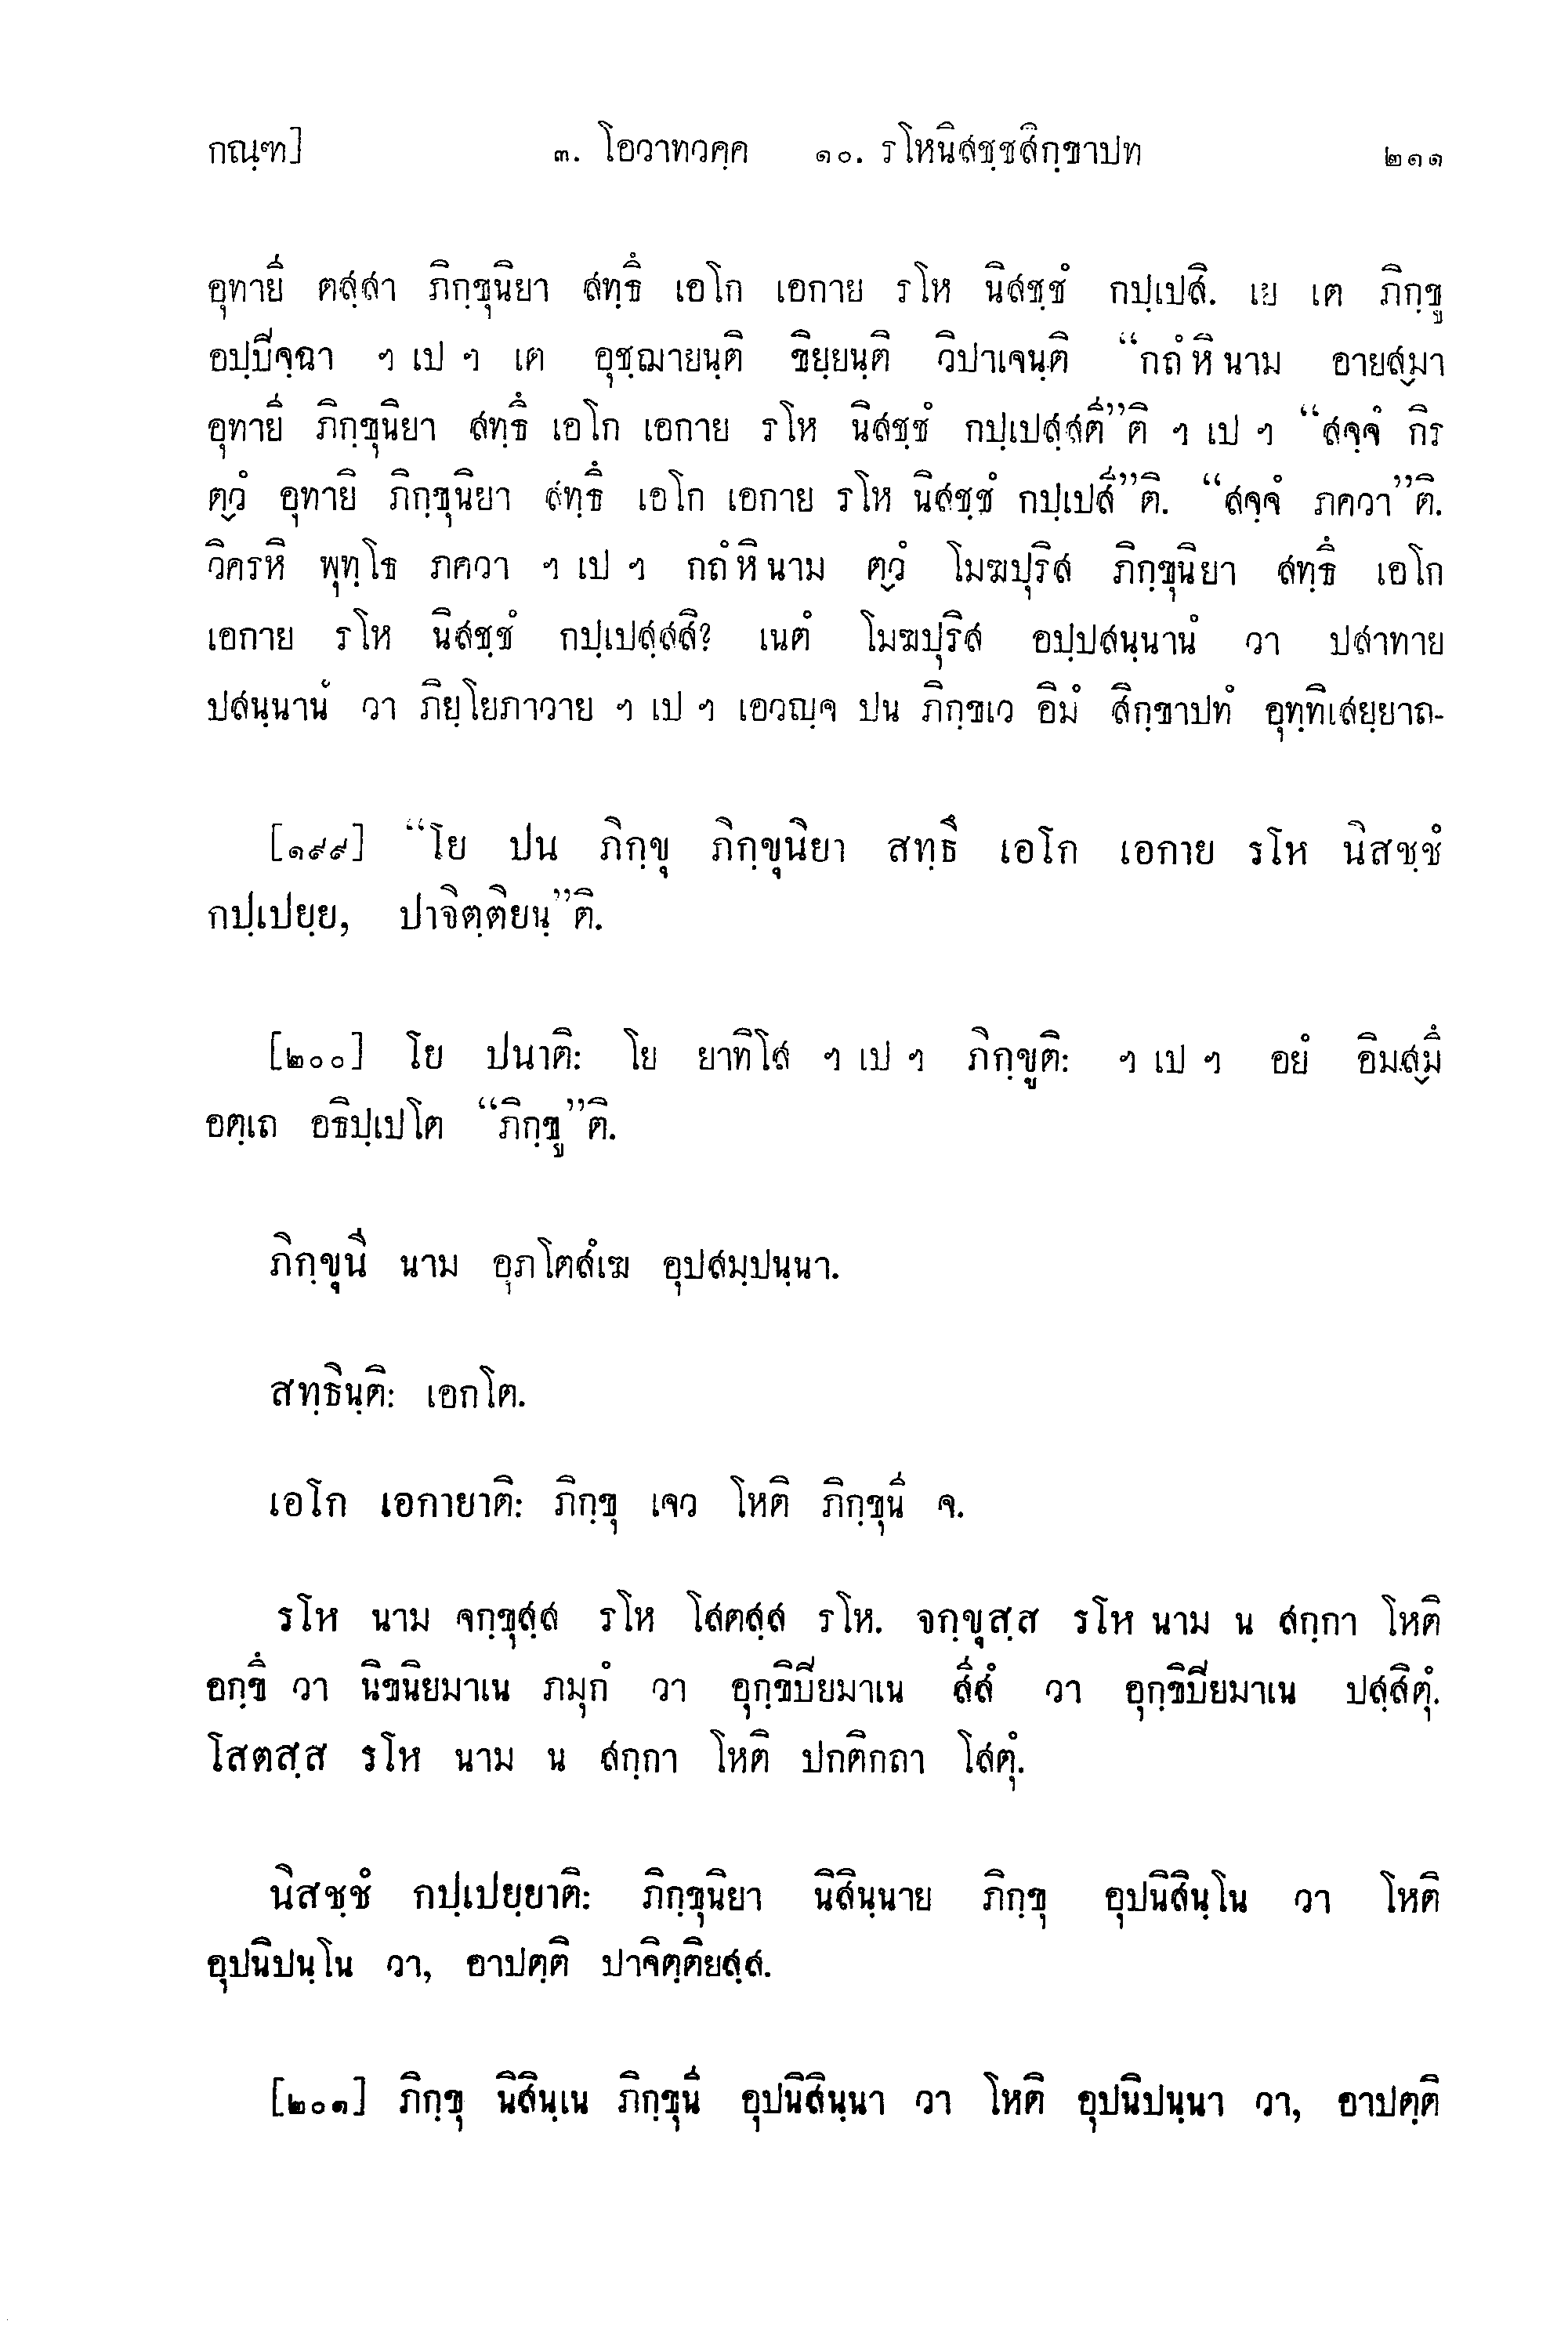 กณฺฑ] ๓. โอวาทวคฺค ๑๐. รโหนิสชฺชสิกฺขาปท ๒๑๑
อุทายี ตสฺสา ภิกฺขุนิยา สทฺธึ เอโก เอกาย รโห นิสชฺชํ กปฺเปสิ. เย เต ภิกฺขู
อปฺปิจฺฉา ฯ เป ฯ เต อุชฺฌายนฺติ ขิยฺยนฺติ วิปาเจนฺติ “กถํหิ นาม อายสฺมา
อุทายี ภิกฺขุนิยา สทฺธึ เอโก เอกาย รโห นิสชฺชํ กปฺเปสฺสตี”ติ ฯ เป ฯ “สจฺจํ กิร
ตฺวํ อุทายิ ภิกฺขุนิยา สทฺธึ เอโก เอกาย รโห นิสชฺชํ กปฺเปสี”ติ. “สจฺจํ ภควา”ติ.
วิครหิ พุทฺโธ ภควา ฯ เป ฯ กถํหิ นาม ตฺวํ โมฆปุริส ภิกฺขุนิยา สทฺธึ เอโก
เอกาย รโห นิสชฺชํ กปฺเปสฺสสิ? เนตํ โมฆปุริส อปฺปสนฺนานํ วา ปสาทาย
ปสนฺนานํ วา ภิยฺโยภาวาย ฯ เป ฯ เอวญฺจ ปน ภิกฺขเว อิมํ สิกฺขาปทํ อุทฺทิเสยฺยาถ-
[๑๙๙] “โย ปน ภิกฺขุ ภิกฺขุนิยา สทฺธึ เอโก เอกาย รโห นิสชฺชํ
กปฺเปยฺย, ปาจิตฺติยนฺ”ติ.
[๒๐๐] โย ปนาติ: โย ยาทิโส ฯ เป ฯ ภิกฺขูติ: ฯ เป ฯ อยํ อิมสฺมึ
อตฺเถ อธิปฺเปโต “ภิกฺขู”ติ.
ภิกฺขุนี นาม อุภโตสํเฆ อุปสมฺปนฺนา.
สทฺธินฺติ: เอกโต.
เอโก เอกายาติ: ภิกฺขุ เจว โหติ ภิกฺขุนี จ.
รโห นาม จกฺขุสฺส รโห โสตสฺส รโห. จกฺขุสฺส รโห นาม น สกฺกา โหติ
อกฺขึ วา นิขนิยมาเน ภมุกํ วา อุกฺขิปิยมาเน สีสํ วา อุกฺขิปิยมาเน ปสฺสิตุํ.
โสตสฺส รโห นาม น สกฺกา โหติ ปกติกถา โสตุํ.
นิสชฺชํ กปฺเปยฺยาติ: ภิกฺขุนิยา นิสินฺนาย ภิกฺขุ อุปนิสินฺโน วา โหติ
อุปนิปนฺโน วา, อาปตฺติ ปาจิตฺติยสฺส.
[๒๐๑] ภิกฺขุ นิสินฺเน ภิกฺขุนี อุปนิสินฺนา วา โหติ อุปนิปนฺนา วา, อาปตฺติ